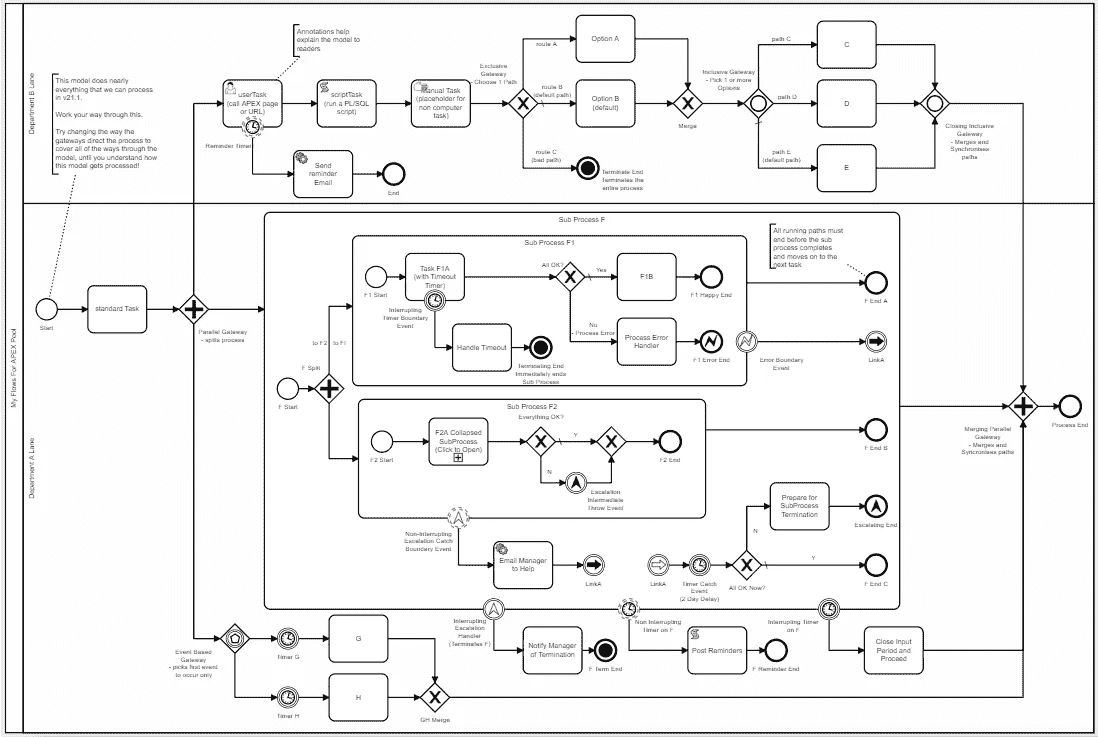 My Flows For APEX Pool
Department B Lane
Department A Lane
This model does nearly
everything that we can process
in v21.1.
Work your way through this.
Try changing the way the
gateways direct the process to
cover all of the ways through the
model, until you understand how
this model gets processed!
Annotations help
explain the model to
readers
userTask
(call APEX page
or URL)
Reminder Timer
scriptTask
(run a PL/SQL
script)
Manual Task
(placeholder for
non computer
task)
Send
reminder
Email
End
Exclusive
Gateway
- Choose 1 Path
route A
route B
(default path)
route C
(bad path)
Option A
Option B
(default)
Terminate End
Terminates the
entire process
Merge
Inclusive Gateway
- Pick 1 or more
Options
path C
path D
path E
(default path)
C
D
E
Closing Inclusive
Gateway
- Merges and
Synchronises
paths
Start
standard Task
Parallel Gateway
- splits process
Sub Process F
F Start
F Split
to F2
to F1
Sub Process F1
F1 Start
Task F1A
(with Timeout
Timer)
Interrupting
Timer Boundary
Event
Handle Timeout
Terminating End
Immediately ends
Sub Process
All OK?
Yes
No
- Process Error
F1B
F1 Happy End
Process Error
Handler
F1 Error End
Error Boundary
Event
All running paths must
end before the sub
process completes
and moves on to the
next task
F End A
LinkA
Sub Process F2
F2 Start
F2A Collapsed
SubProcess
(Click to Open)
Everything OK?
Y
N
Escalation
Intermediate
Throw Event
F2 End
F End B
Non-Interrupting
Escalation Catch
Boundary Event
Email Manager
to Help
LinkA
LinkA
Timer Catch
Event
(2 Day Delay)
All OK Now?
N
Y
Prepare for
SubProcess
Termination
Escalating End
F End C
Merging Parallel
Gateway
- Merges and
Syncronises paths
Process End
Interrupting
Escalation
Handler
(Terminates F)
Notify Manager
of Termination
F Term End
Non Interrupting
Timer on F
Post Reminders
F Reminder End
Interrupting Timer
on F
Close Input
Period and
Proceed
Event Based
Gateway
- picks first event
to occur only
Timer G
G
Timer H
H
GH Merge